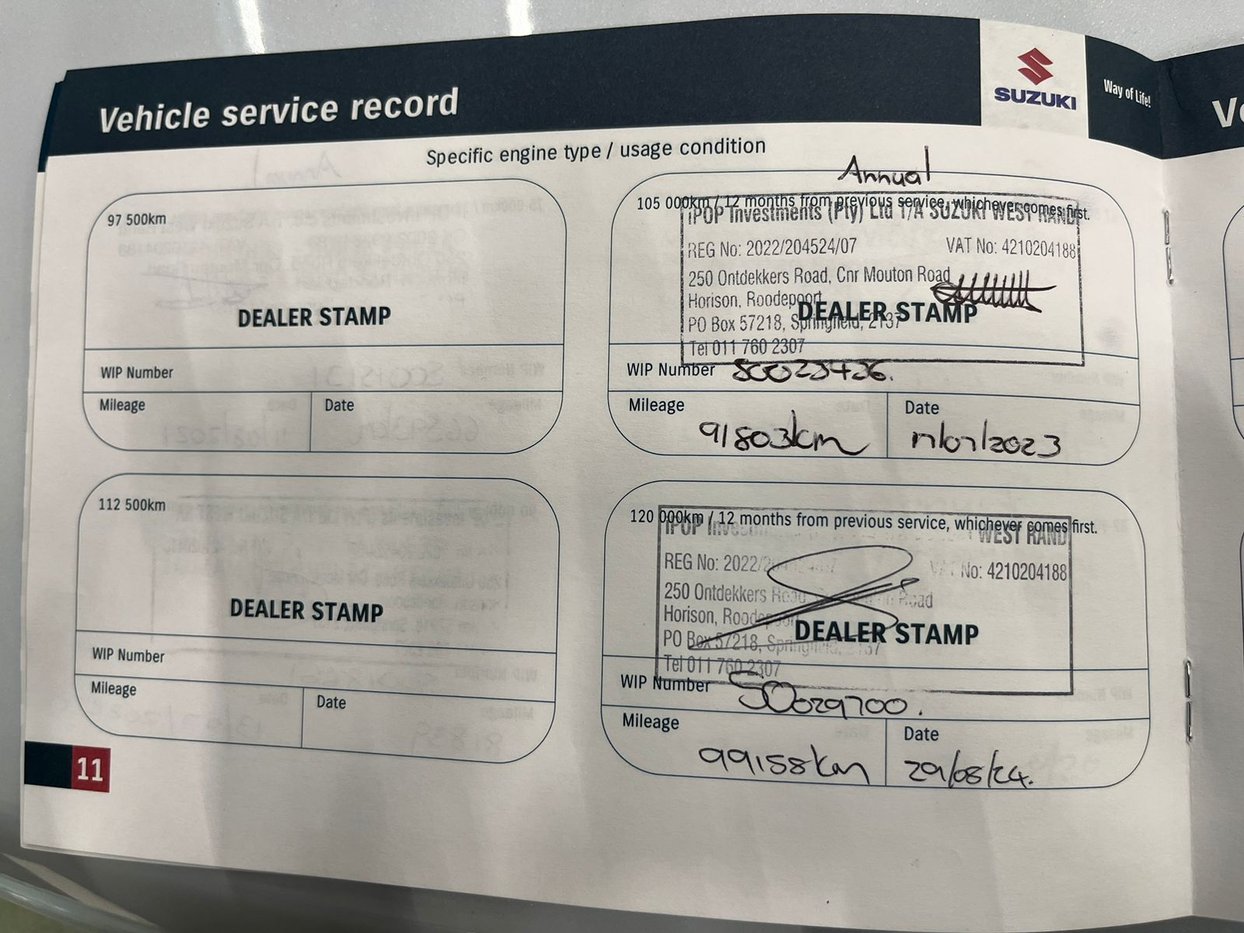 Vehicle service record
SUZUKI
Way of Life!
Specific engine type / usage condition
97 500km
DEALER STAMP
WIP Number
Mileage
Date
Annual
105 000km / 12 months from previous service, whichever comes first.
iPOP Investments (Pty) Ltd T/A SUZUKI WEST RAND
REG No: 2022/204524/07 VAT No: 4210204188
250 Ontdekkers Road, Cnr Mouton Road
Horison, Roodepoort
DEALER STAMP
PO Box 57218, Springfield, 2137
Tel 011 760 2307
WIP Number
Mileage
91803km
Date
2023
112 500km
DEALER STAMP
WIP Number
Mileage
Date
120 000km / 12 months from previous service, whichever comes first.
WEST RAND
REG No: 2022/ No: 4210204188
250 Ontdekkers Road Road
Horison, Roodepoort
DEALER STAMP
PO Box 57218, Springfield, 2137
Tel 011 760 2307
WIP Number
Mileage
99158km
Date
29/08/24.
11